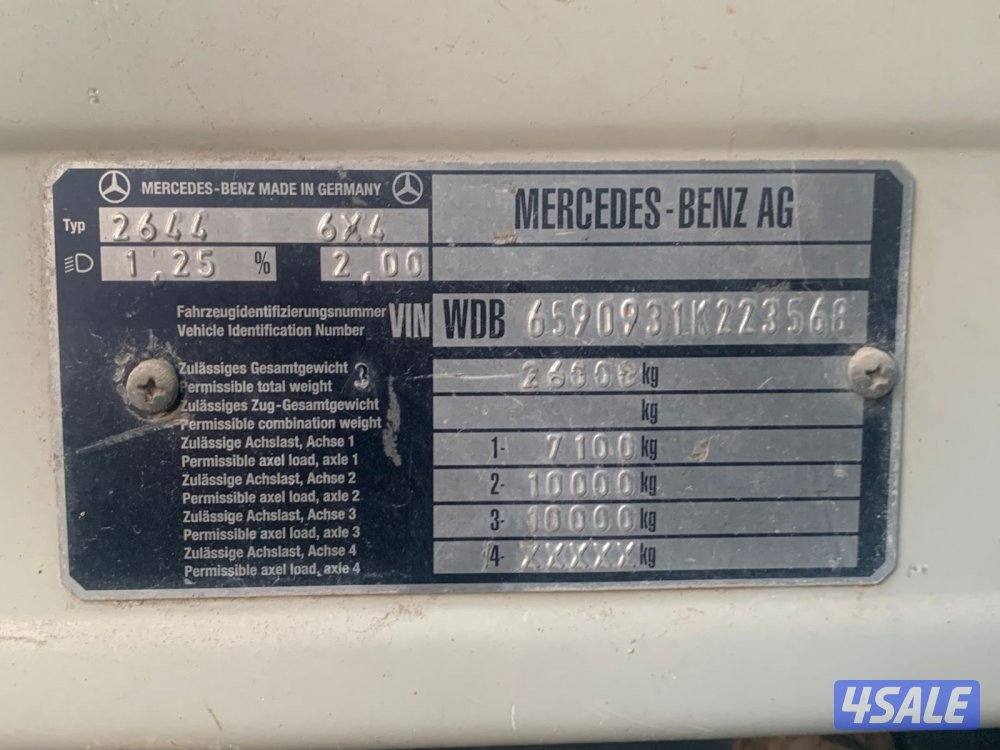 MERCEDES-BENZ MADE IN GERMANY
Typ 2644 6X4
1,25 % 2,00
MERCEDES-BENZ AG
Fahrzeugidentifizierungsnummer
Vehicle Identification Number
VIN WDB 6590931K223568
Zulässiges Gesamtgewicht
Permissible total weight
26000 kg
Zulässiges Zug-Gesamtgewicht
Permissible combination weight
kg
Zulässige Achslast, Achse 1
Permissible axel load, axle 1
1- 7100 kg
Zulässige Achslast, Achse 2
Permissible axel load, axle 2
2- 10000 kg
Zulässige Achslast, Achse 3
Permissible axel load, axle 3
3- 10000 kg
Zulässige Achslast, Achse 4
Permissible axel load, axle 4
4- XXXXX kg
4SALE